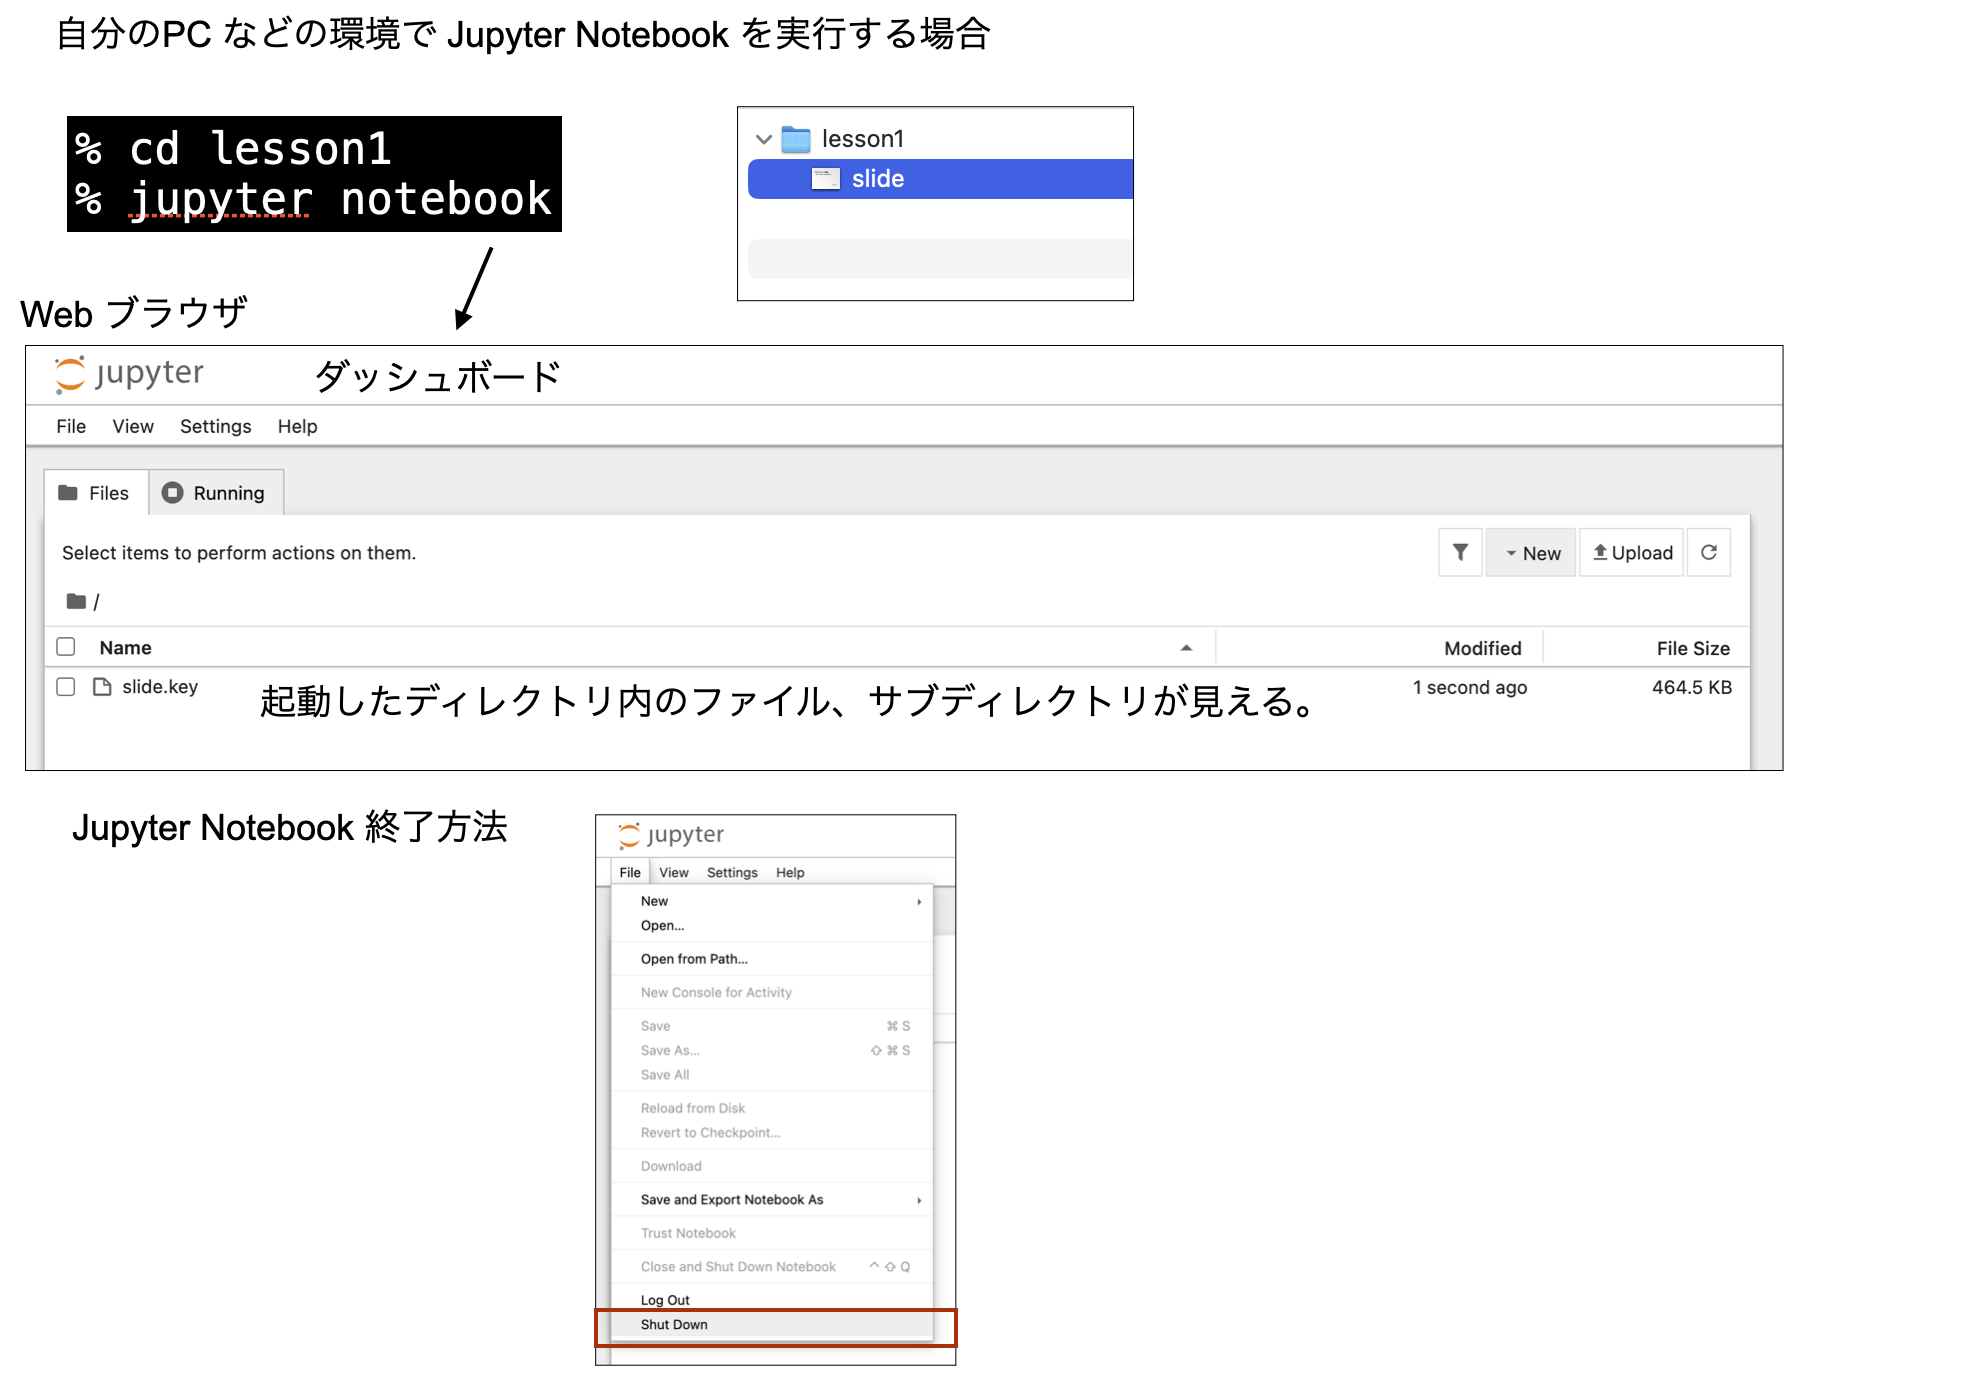 自分のPC などの環境で Jupyter Notebook を実行する場合
% cd lesson1
% jupyter notebook
lesson1
slide
Web ブラウザ
jupyter
ダッシュボード
File View Settings Help
Files Running
Select items to perform actions on them.
New Upload
/
Name Modified File Size
slide.key 1 second ago 464.5 KB
起動したディレクトリ内のファイル、サブディレクトリが見える。
Jupyter Notebook 終了方法
jupyter
File View Settings Help
New
Open...
Open from Path...
New Console for Activity
Save ⌘ S
Save As... ⇧ ⌘ S
Save All
Reload from Disk
Revert to Checkpoint...
Download
Save and Export Notebook As
Trust Notebook
Close and Shut Down Notebook ^ ⇧ Q
Log Out
Shut Down